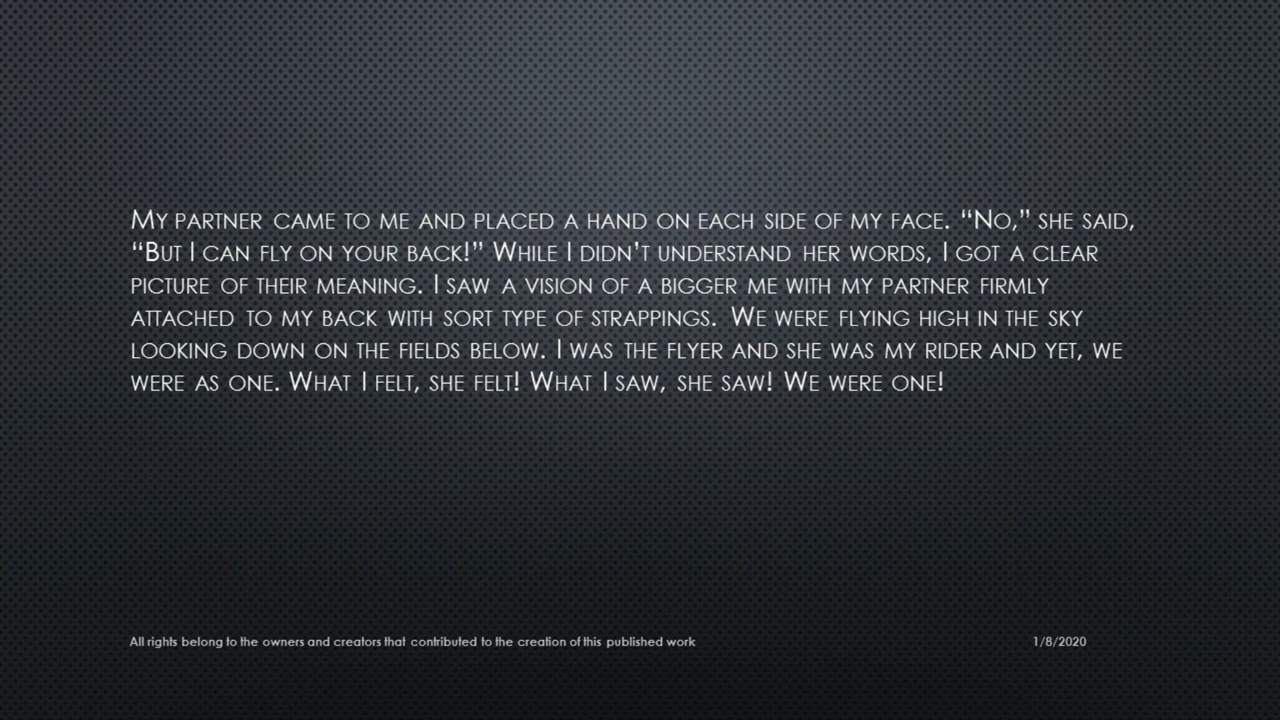 My partner came to me and placed a hand on each side of my face. “No,” she said,
“But I can fly on your back!” While I didn’t understand her words, I got a clear
picture of their meaning. I saw a vision of a bigger me with my partner firmly
attached to my back with sort type of strappings. We were flying high in the sky
looking down on the fields below. I was the flyer and she was my rider and yet, we
were as one. What I felt, she felt! What I saw, she saw! We were one!
All rights belong to the owners and creators that contributed to the creation of this published work
1/8/2020